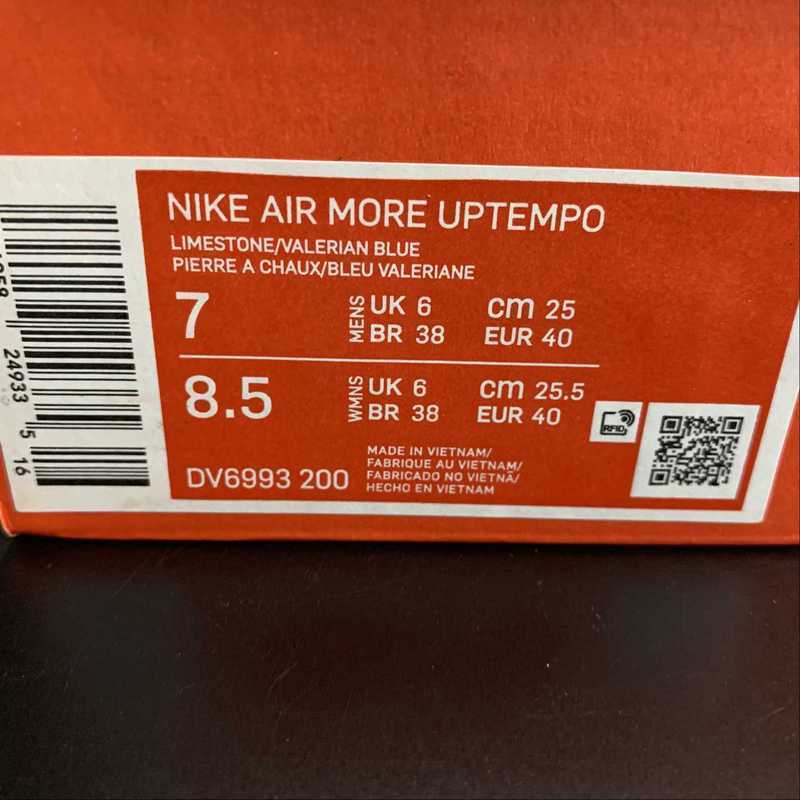 NIKE AIR MORE UPTEMPO
LIMESTONE/VALERIAN BLUE
PIERRE A CHAUX/BLEU VALERIANE
7 MENS UK 6 cm 25
BR 38 EUR 40
8.5 WMNS UK 6 cm 25.5
BR 38 EUR 40
RFID
DV6993 200
MADE IN VIETNAM/
FABRIQUE AU VIETNAM/
FABRICADO NO VIETNÃ/
HECHO EN VIETNAM
24933 5 16